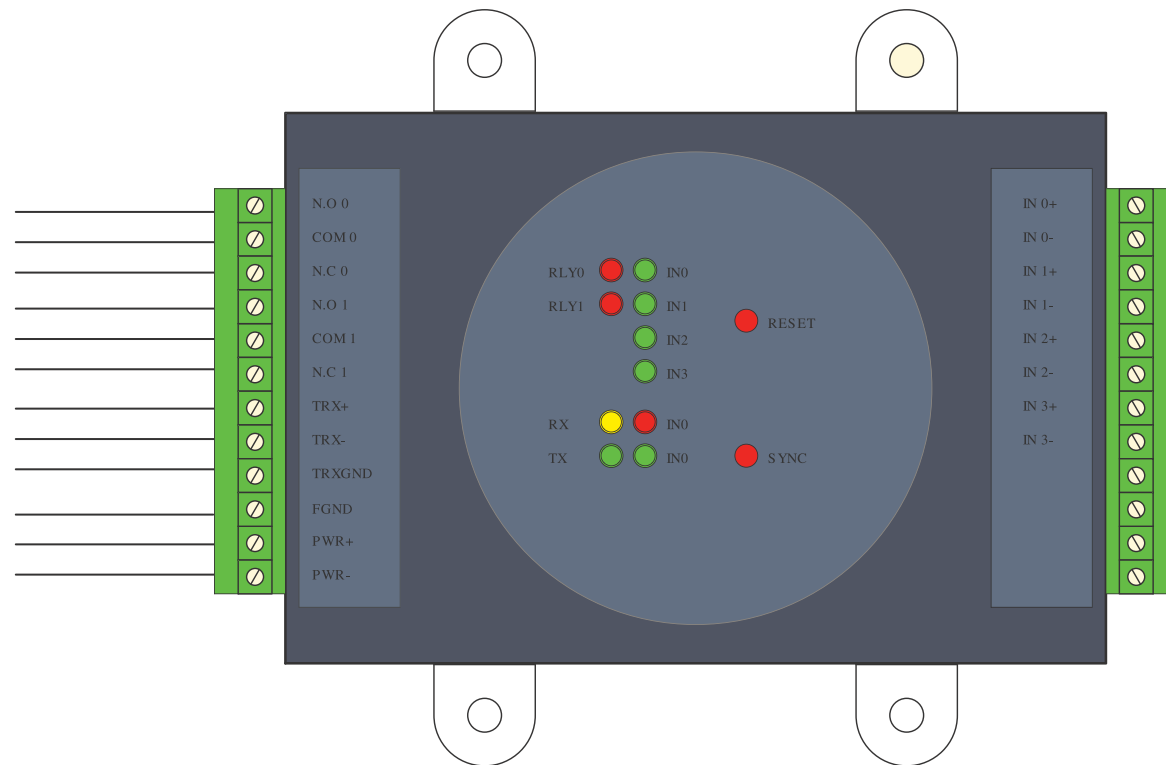 N.O 0
COM 0
N.C 0
N.O 1
COM 1
N.C 1
TRX+
TRX-
TRXGND
FGND
PWR+
PWR-
RLY0 IN0
RLY1 IN1
IN2
IN3
RESET
RX IN0
TX IN0
SYNC
IN 0+
IN 0-
IN 1+
IN 1-
IN 2+
IN 2-
IN 3+
IN 3-